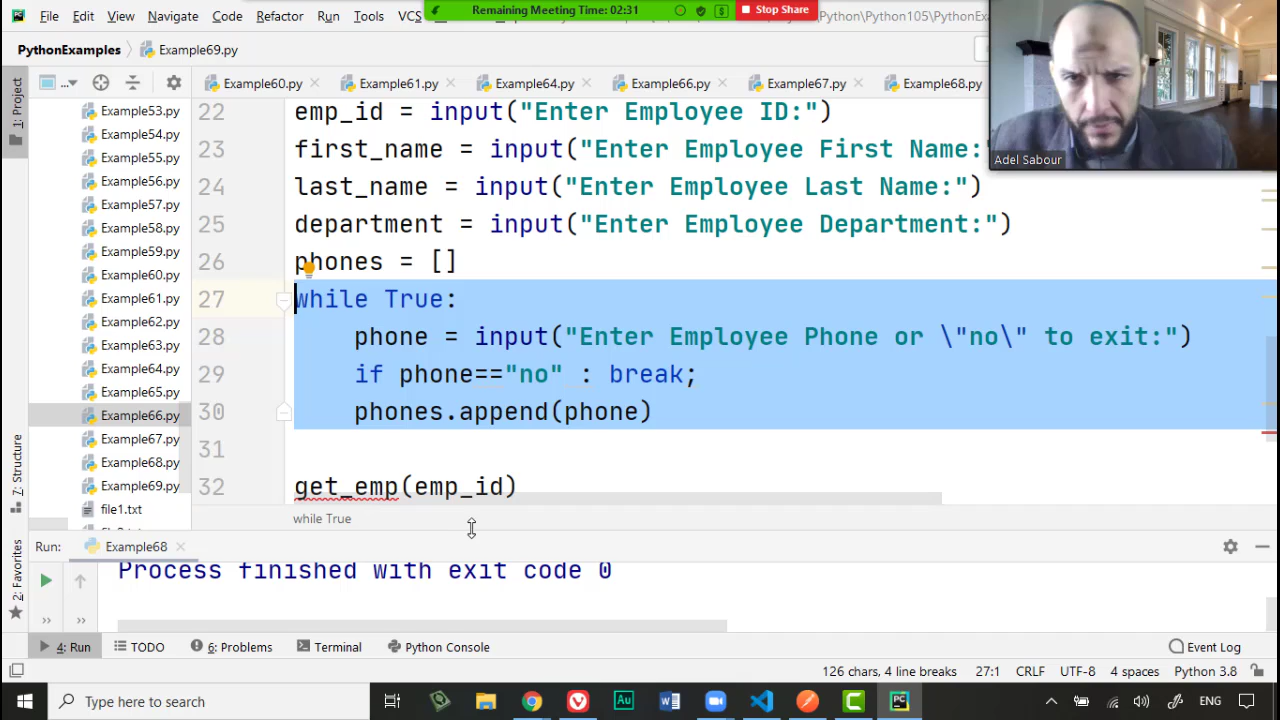 File Edit View Navigate Code Refactor Run Tools VCS
Remaining Meeting Time: 02:31
Stop Share
PythonExamples
Example69.py
Adel Sabour
1: Project
Example60.py
Example61.py
Example64.py
Example66.py
Example67.py
Example68.py
Example53.py
Example54.py
Example55.py
Example56.py
Example57.py
Example58.py
Example59.py
Example60.py
Example61.py
Example62.py
Example63.py
Example64.py
Example65.py
Example66.py
Example67.py
Example68.py
Example69.py
file1.txt
22 emp_id = input("Enter Employee ID:")
23 first_name = input("Enter Employee First Name:"
24 last_name = input("Enter Employee Last Name:")
25 department = input("Enter Employee Department:")
26 phones = []
27 while True:
28 phone = input("Enter Employee Phone or \"no\" to exit:")
29 if phone=="no" : break;
30 phones.append(phone)
31
32 get_emp(emp_id)
while True
7: Structure
2: Favorites
Run: Example68
Process finished with exit code 0
4: Run
TODO
6: Problems
Terminal
Python Console
Event Log
126 chars, 4 line breaks 27:1 CRLF UTF-8 4 spaces Python 3.8
Type here to search
ENG